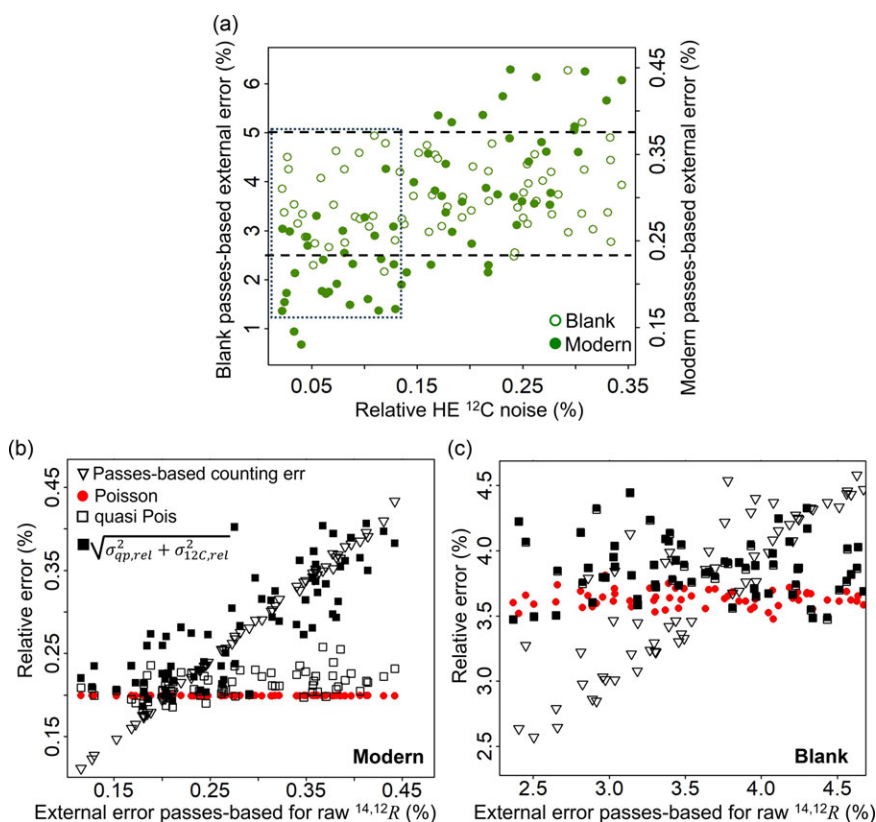 (a)
Blank passes-based external error (%)
6
5
4
3
2
1
0.45
0.35
0.25
0.15
Modern passes-based external error (%)
Blank
Modern
0.05 0.15 0.25 0.35
Relative HE ¹²C noise (%)
(b)
Relative error (%)
0.45
0.35
0.25
0.15
Passes-based counting err
Poisson
quasi Pois
√σ²qp,rel + σ²12C,rel
Modern
0.15 0.25 0.35 0.45
External error passes-based for raw ¹⁴,¹²R (%)
(c)
Relative error (%)
4.5
4.0
3.5
3.0
2.5
Blank
2.5 3.0 3.5 4.0 4.5
External error passes-based for raw ¹⁴,¹²R (%)